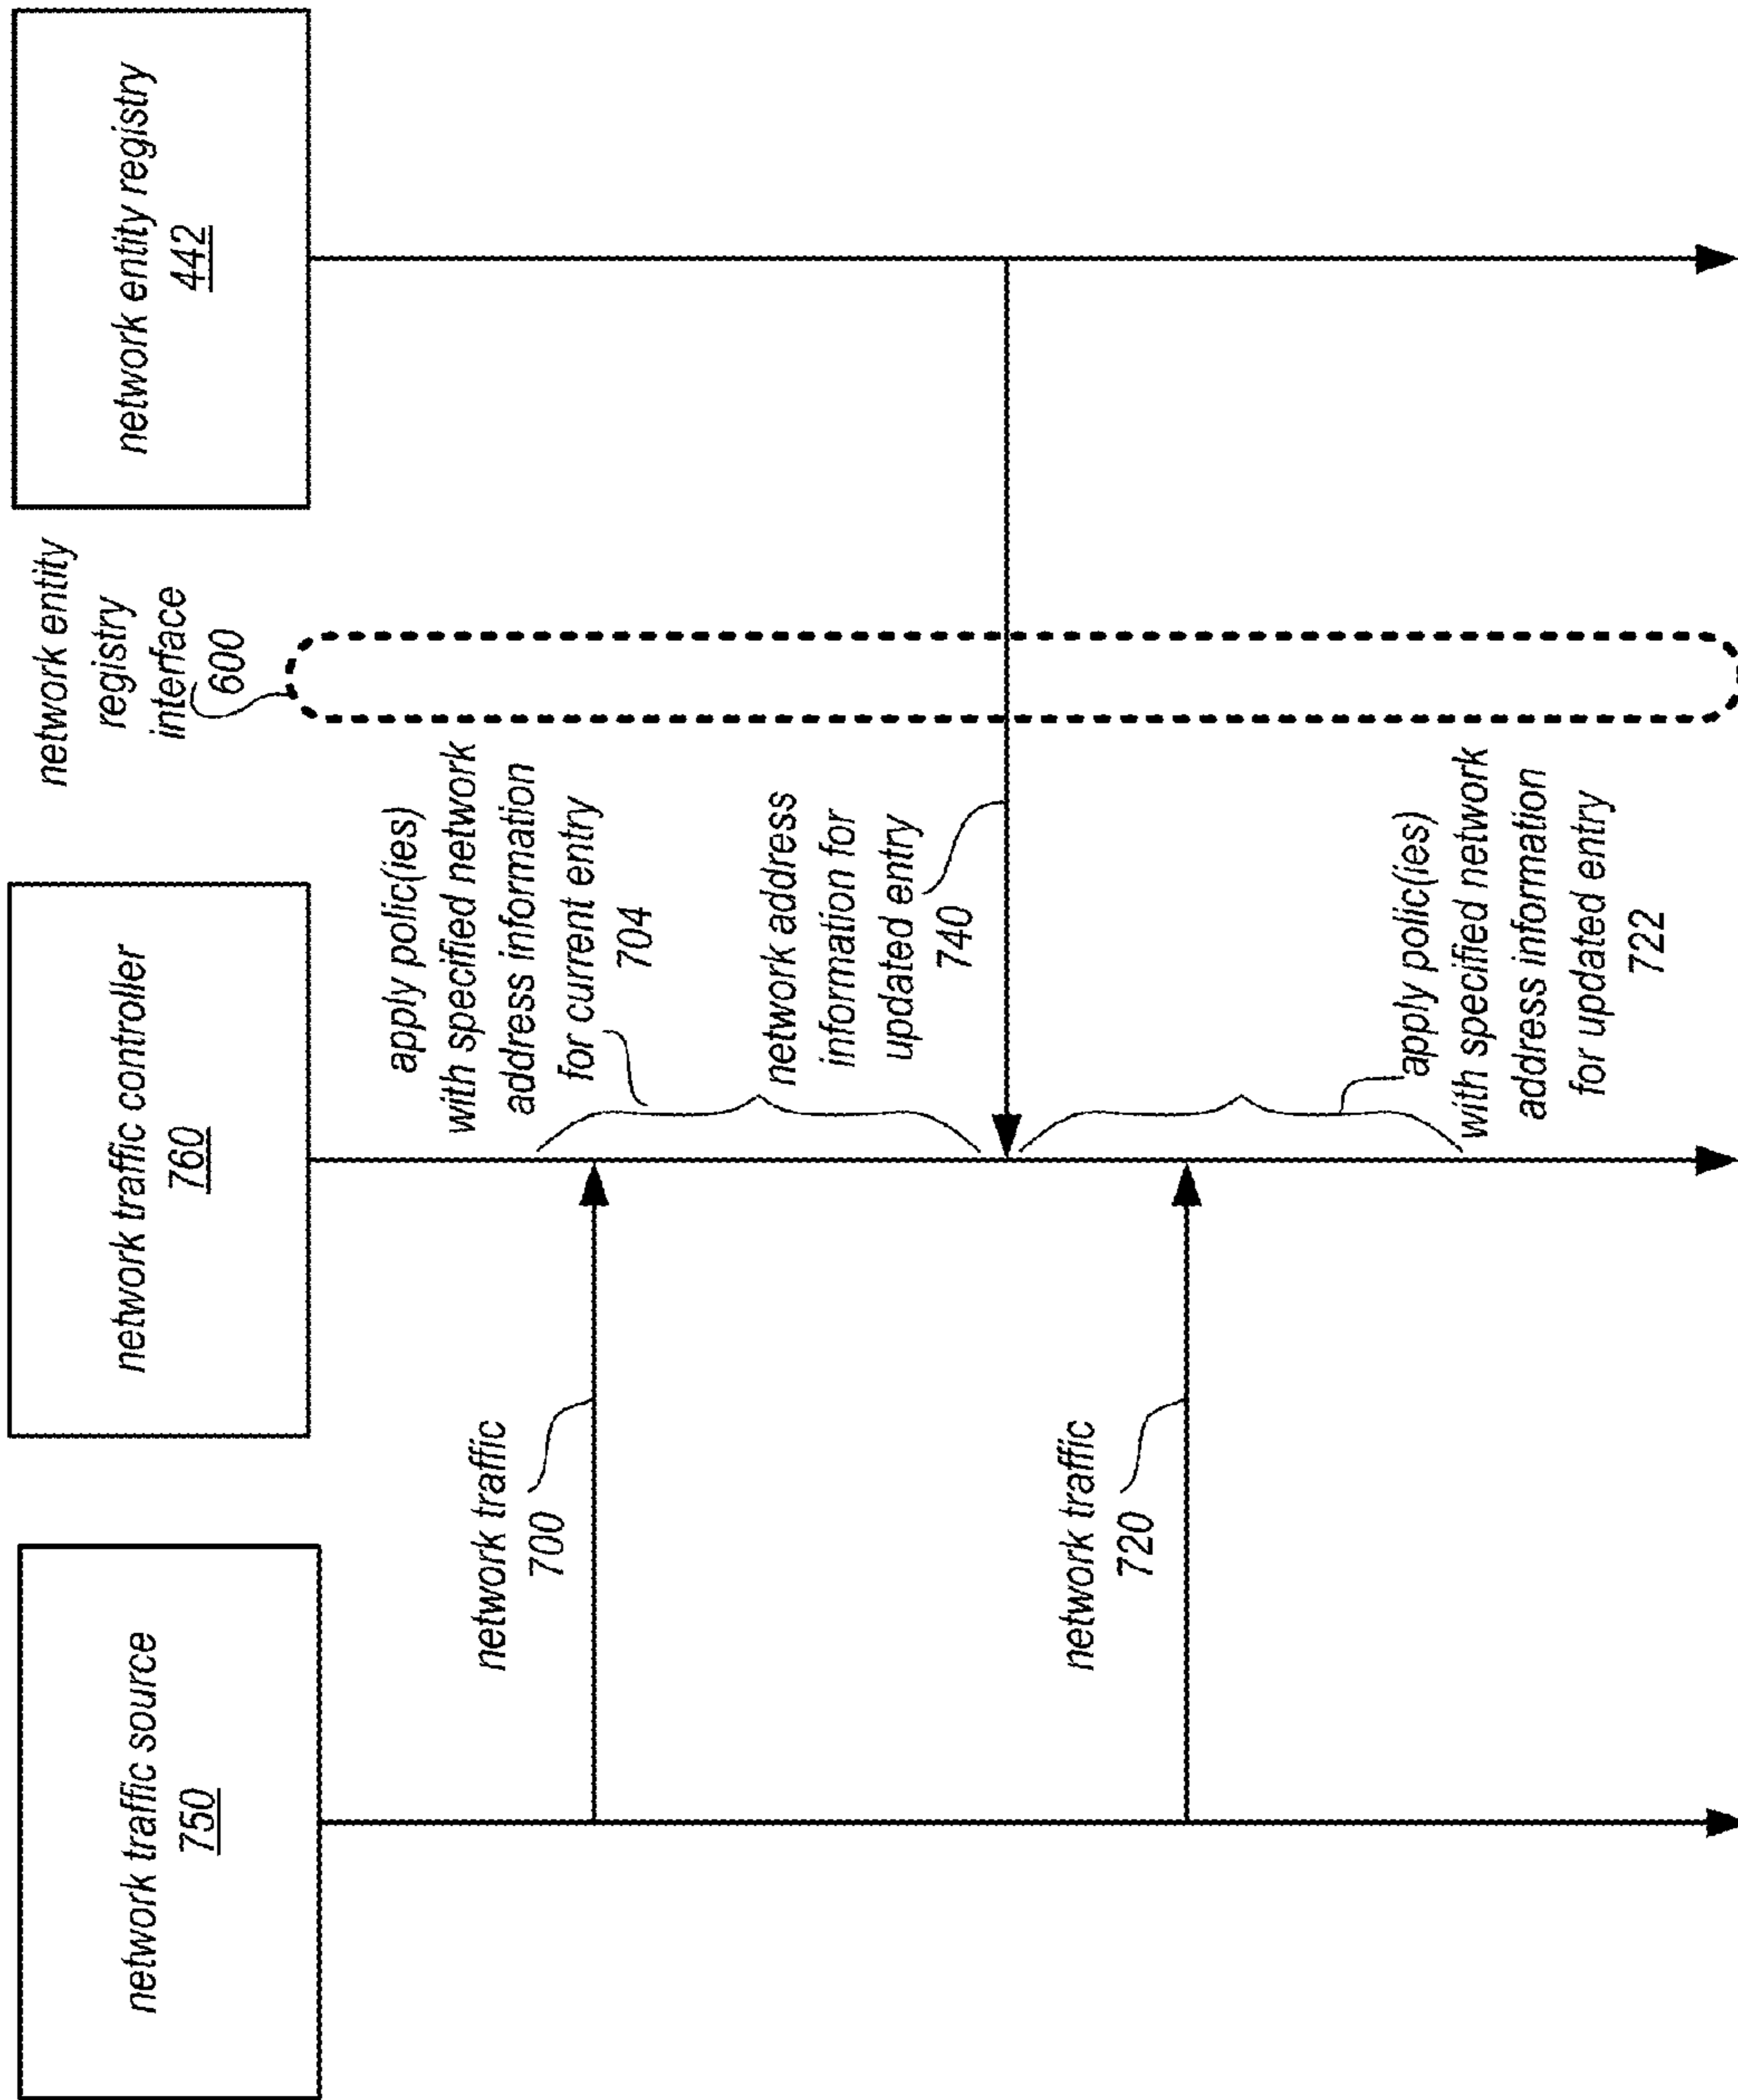 network traffic source
750
network traffic controller
760
network entity
registry
interface
600
network entity registry
442
network traffic
700
apply polic(ies)
with specified network
address information
for current entry
704
network address
information for
updated entry
740
network traffic
720
apply polic(ies)
with specified network
address information
for updated entry
722